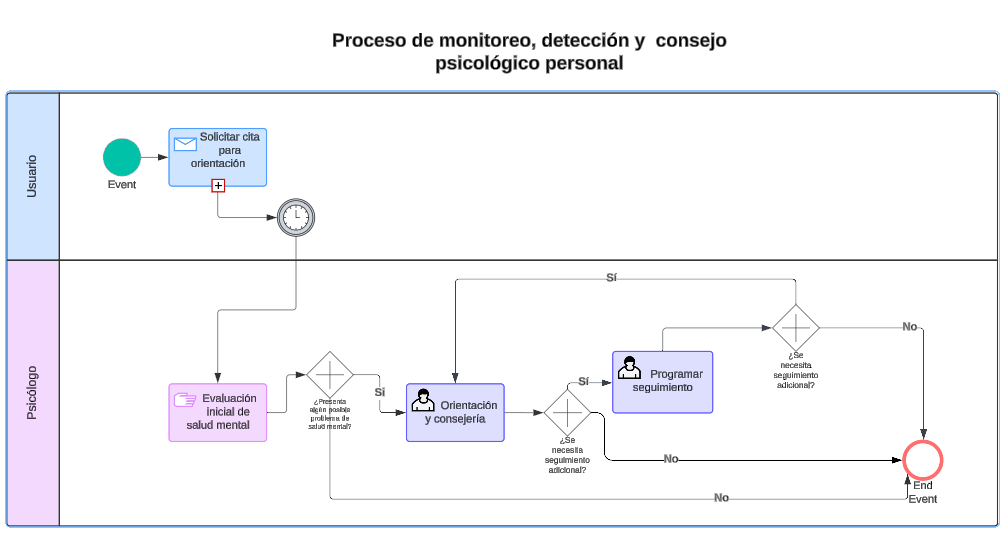 Proceso de monitoreo, detección y consejo
psicológico personal
Usuario
Event
Solicitar cita
para
orientación
Psicólogo
Evaluación
inicial de
salud mental
¿Presenta
algún posible
problema de
salud mental?
Sí
Orientación
y consejería
¿Se
necesita
seguimiento
adicional?
Sí
Programar
seguimiento
Sí
¿Se
necesita
seguimiento
adicional?
No
No
No
End
Event